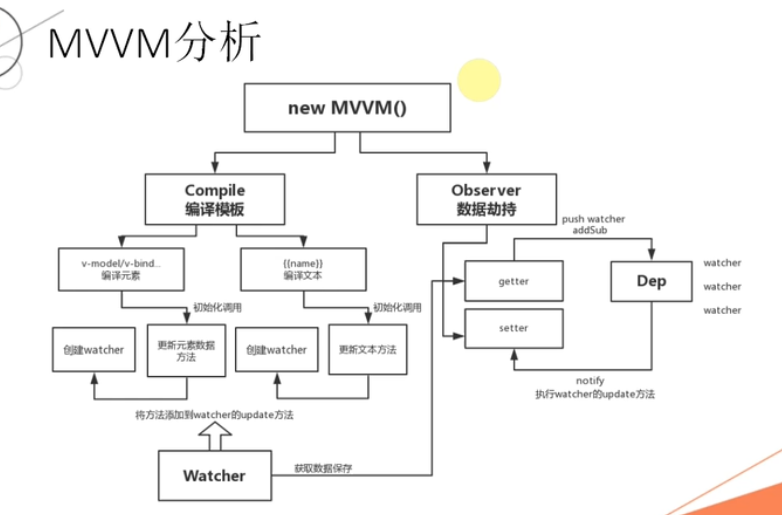 MVVM分析
new MVVM()
Compile
编译模板
Observer
数据劫持
push watcher
addSub
v-model/v-bind...
编译元素
{{name}}
编译文本
getter
Dep
watcher
watcher
watcher
初始化调用
初始化调用
setter
创建watcher
更新元素数据
方法
创建watcher
更新文本方法
notify
执行watcher的update方法
将方法添加到watcher的update方法
Watcher
获取数据保存